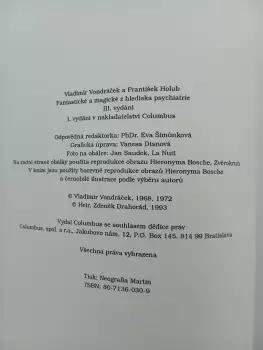 Vladimír Vondráček a František Holub
Fantastické a magické z hlediska psychiatrie
III. vydání
1. vydání v nakladatelství Columbus
Odpovědná redaktorka: PhDr. Eva Šimůnková
Grafická úprava: Vanesa Dianová
Foto na obálce: Jan Saudek, La Nuit
Na zadní straně obálky použita reprodukce obrazu Hieronyma Bosche, Zvěrokruh
V knize jsou použity barevné reprodukce obrazů Hieronyma Bosche
a černobílé ilustrace podle výběru autorů
© Vladimír Vondráček, 1968, 1972
© Heir, Zdeněk Drahorád, 1993
Vydal Columbus se souhlasem dědice práv
Columbus, spol. s r.o., Jakubovo nám. 12, P.O. Box 145, 814 99 Bratislava
Všechna práva vyhrazena
Tisk: Neografia Martin
ISBN: 80-7136-030-9